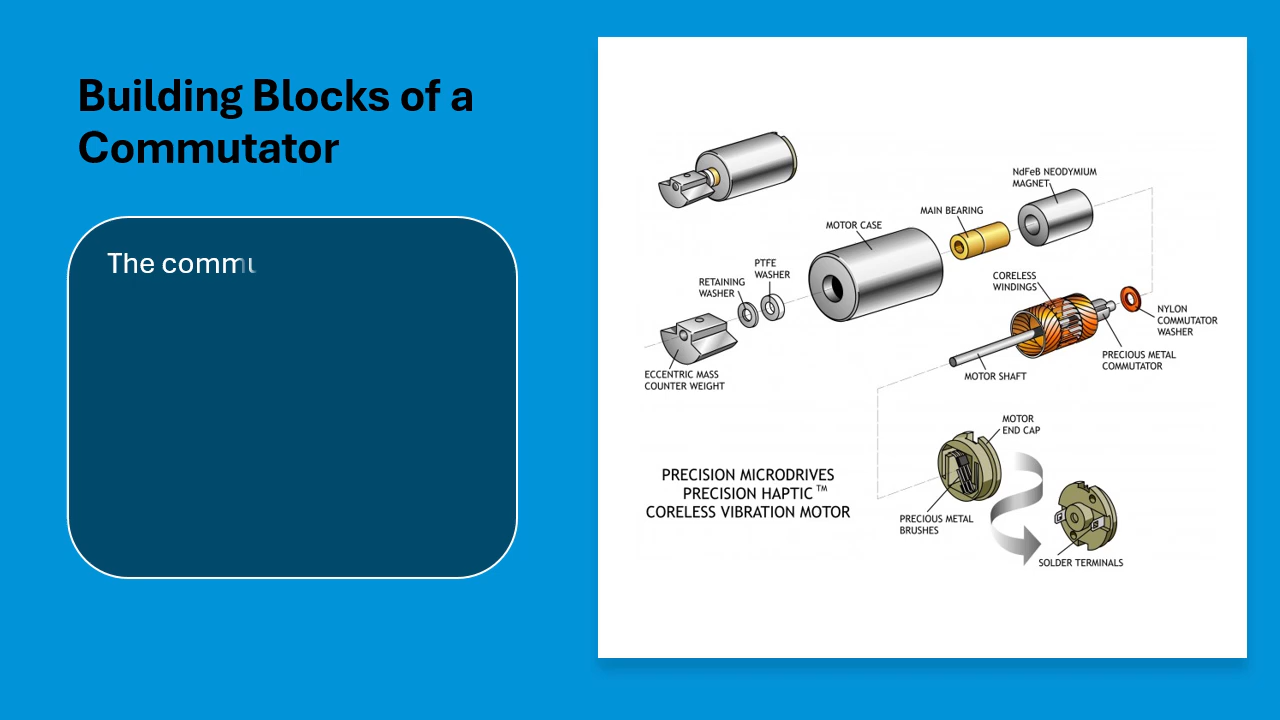 Building Blocks of a
Commutator
The comm
NdFeB NEODYMIUM
MAGNET
MAIN BEARING
MOTOR CASE
PTFE
WASHER
RETAINING
WASHER
CORELESS
WINDINGS
NYLON
COMMUTATOR
WASHER
PRECIOUS METAL
COMMUTATOR
MOTOR SHAFT
ECCENTRIC MASS
COUNTER WEIGHT
MOTOR
END CAP
PRECISION MICRODRIVES
PRECISION HAPTIC ™
CORELESS VIBRATION MOTOR
PRECIOUS METAL
BRUSHES
SOLDER TERMINALS